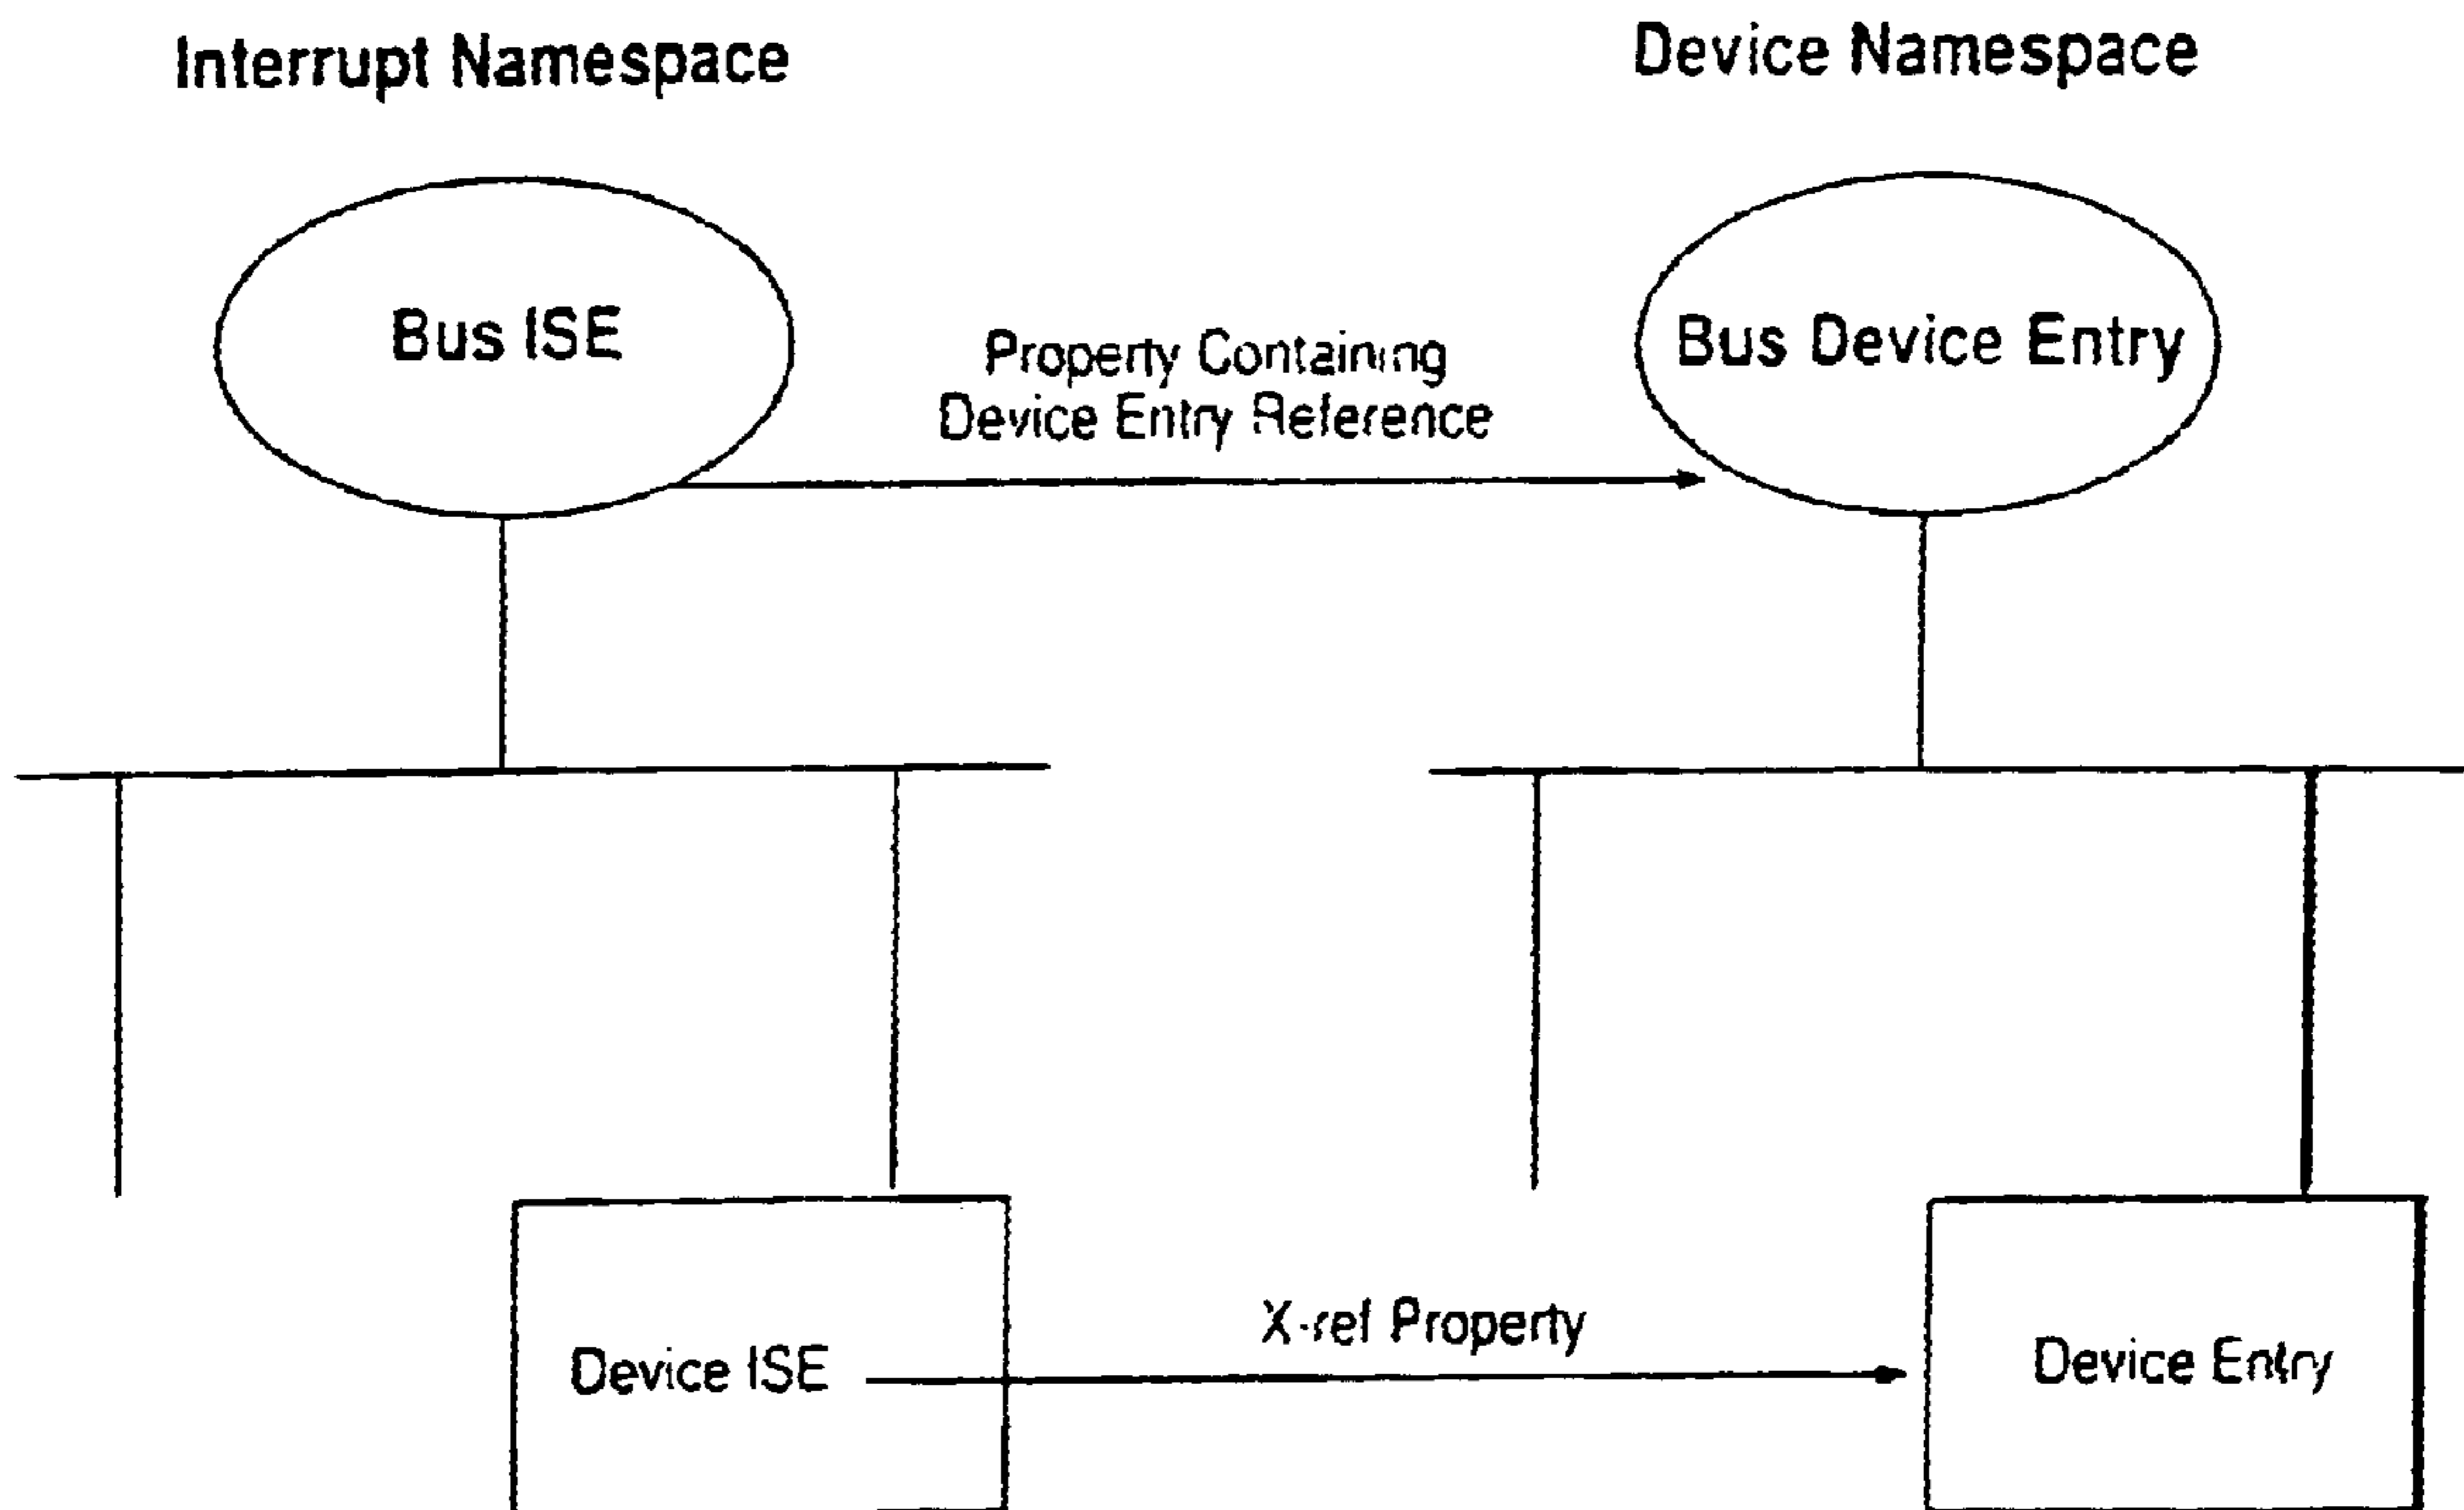 Interrupt Namespace
Device Namespace
Bus ISE
Property Containing
Device Entry Reference
Bus Device Entry
Device ISE
X-ref Property
Device Entry